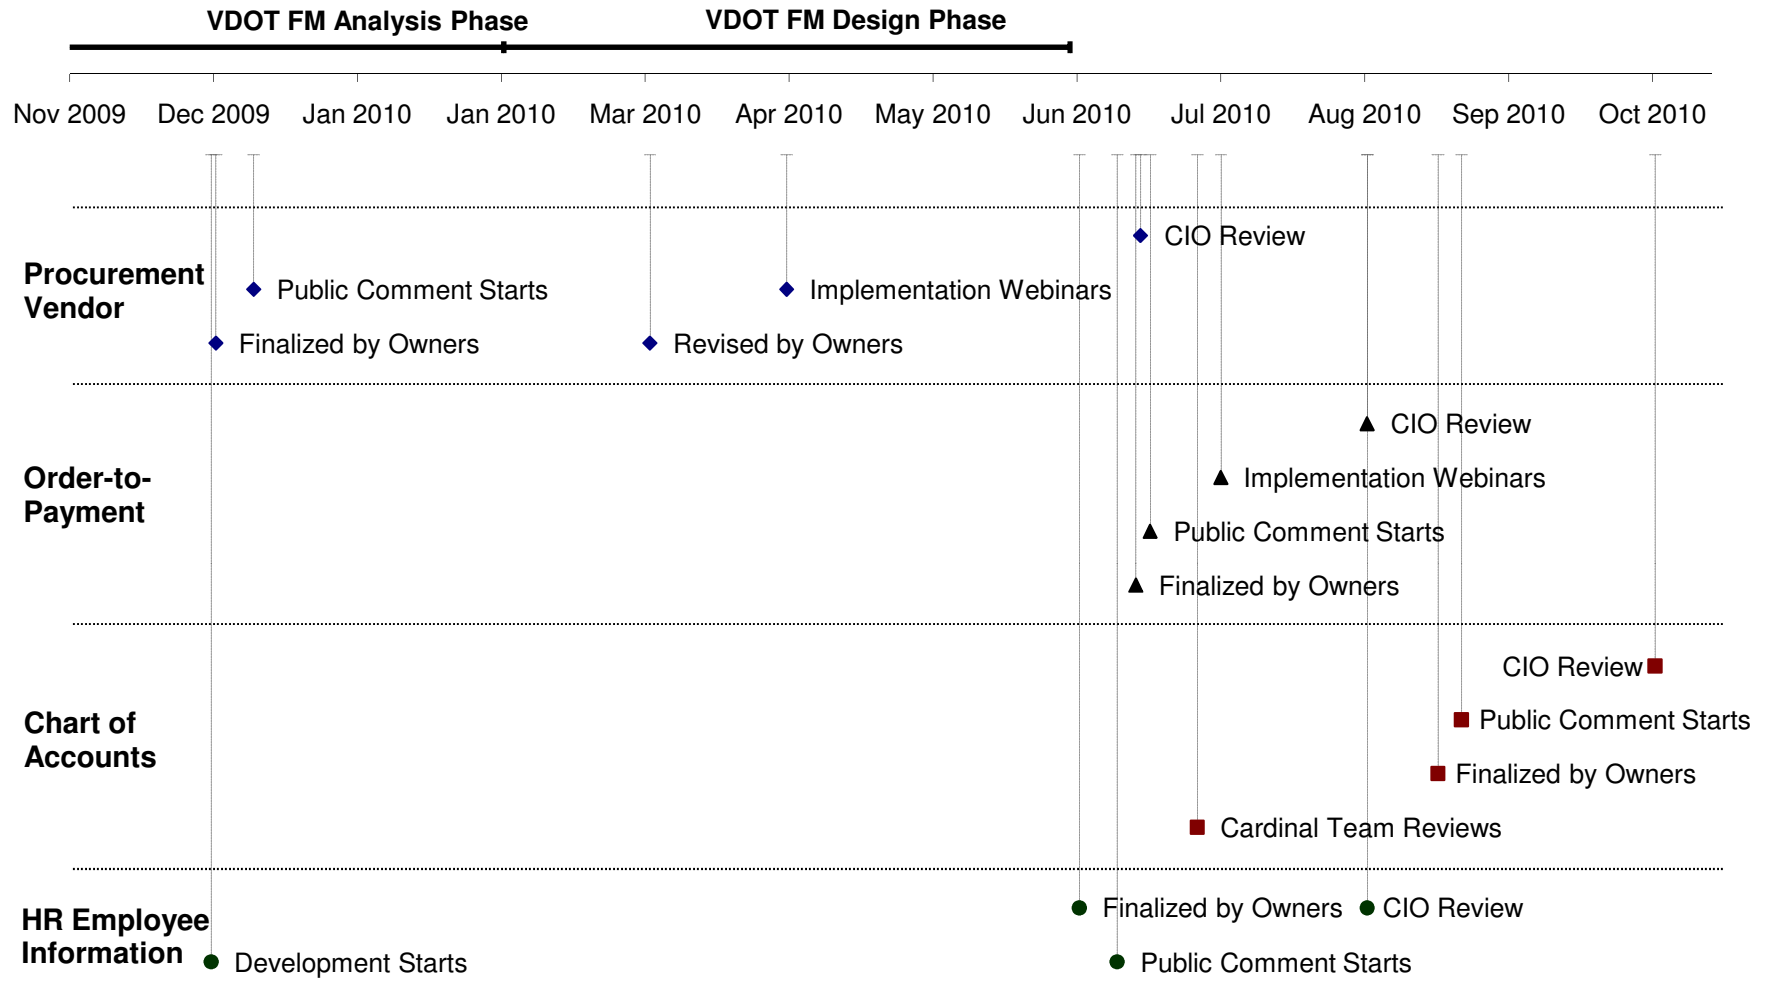 VDOT FM Analysis Phase
VDOT FM Design Phase
Nov 2009
Dec 2009
Jan 2010
Jan 2010
Mar 2010
Apr 2010
May 2010
Jun 2010
Jul 2010
Aug 2010
Sep 2010
Oct 2010
Procurement
Vendor
CIO Review
Public Comment Starts
Implementation Webinars
Finalized by Owners
Revised by Owners
Order-to-
Payment
CIO Review
Implementation Webinars
Public Comment Starts
Finalized by Owners
Chart of
Accounts
CIO Review
Public Comment Starts
Finalized by Owners
Cardinal Team Reviews
HR Employee
Information
Finalized by Owners
CIO Review
Development Starts
Public Comment Starts